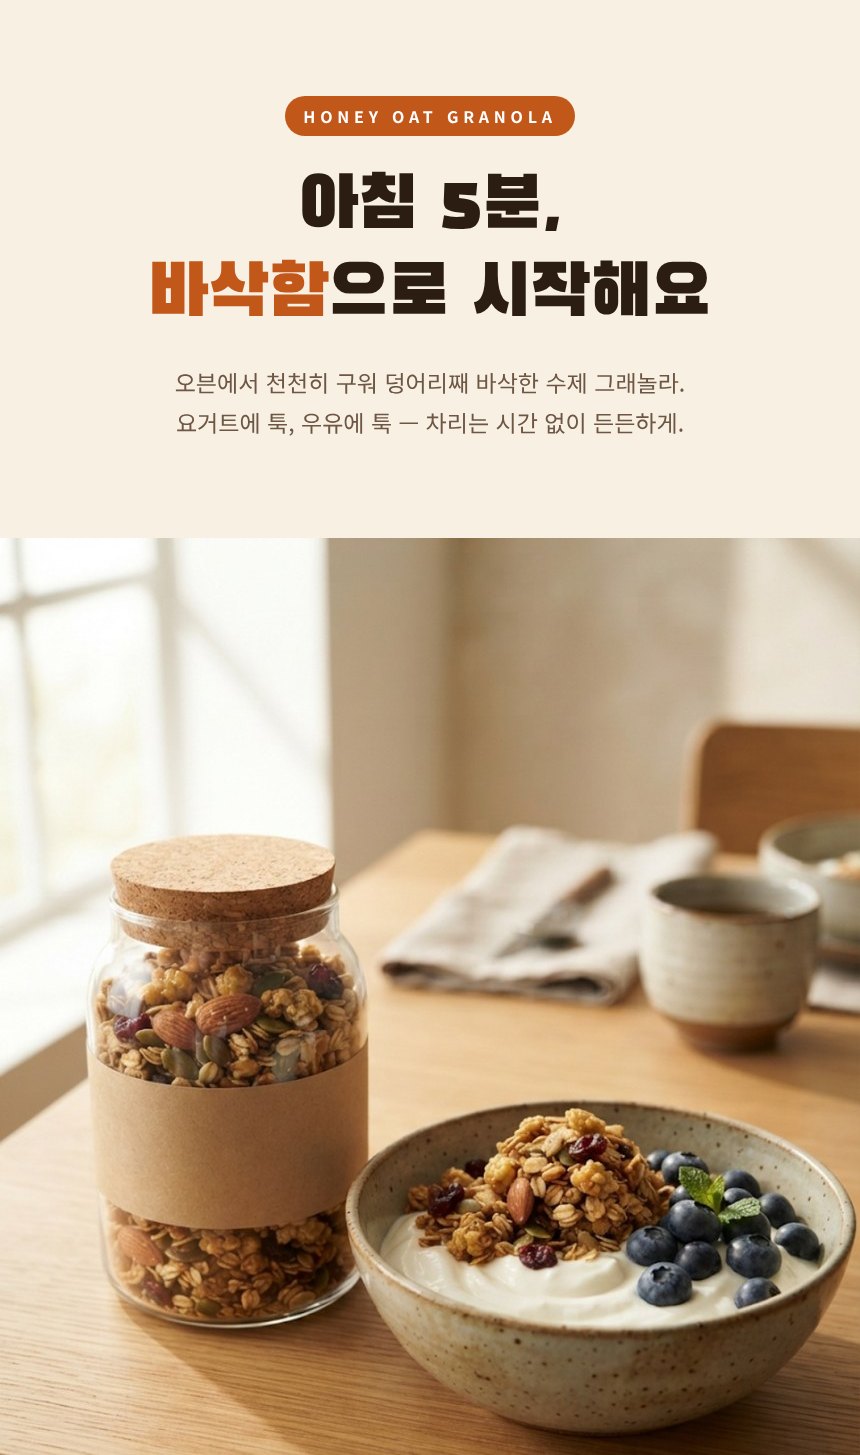 HONEY OAT GRANOLA
아침 5분,
바삭함으로 시작해요
오븐에서 천천히 구워 덩어리째 바삭한 수제 그래놀라.
요거트에 툭, 우유에 툭 — 차리는 시간 없이 든든하게.